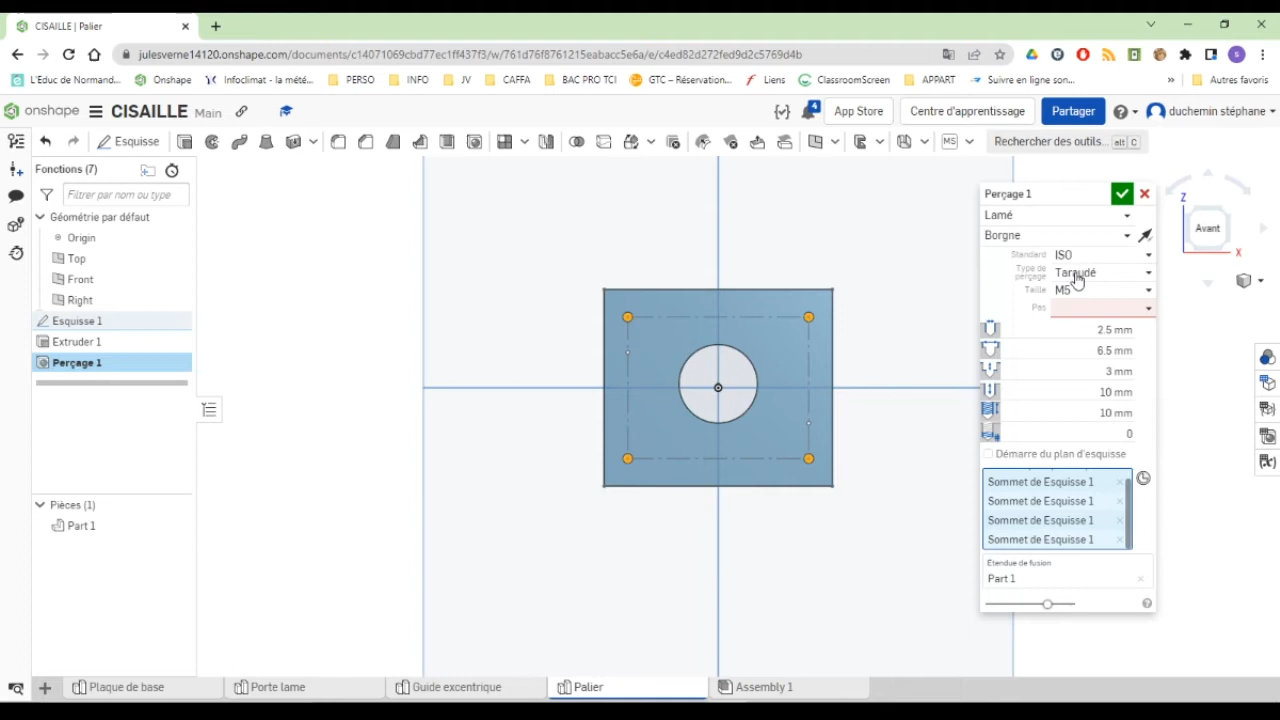 CISAILLE | Palier
julesverne14120.onshape.com/documents/c14071069cbd77ec1ff437f3/w/761d76f8761215eabacc5e6a/e/c4ed82d272fed9d2c5769d4b
S
L'Educ de Normand... Onshape Infoclimat - la mété... PERSO INFO JV CAFFA BAC PRO TCI GTC – Réservation... Liens ClassroomScreen APPART Suivre en ligne son... » Autres favoris
onshape CISAILLE Main 4 App Store Centre d'apprentissage Partager duchemin stéphane
Esquisse MS Rechercher des outils... alt C
Fonctions (7)
Filtrer par nom ou type
Géométrie par défaut
Origin
Top
Front
Right
Esquisse 1
Extruder 1
Perçage 1
Pièces (1)
Part 1
Perçage 1
Lamé
Borgne
Standard ISO
Type de perçage Taraudé
Taille M5
Pas
2.5 mm
6.5 mm
3 mm
10 mm
10 mm
0
Démarre du plan d'esquisse
Sommet de Esquisse 1
Sommet de Esquisse 1
Sommet de Esquisse 1
Sommet de Esquisse 1
Étendue de fusion
Part 1
Z
Avant
X
Plaque de base Porte lame Guide excentrique Palier Assembly 1